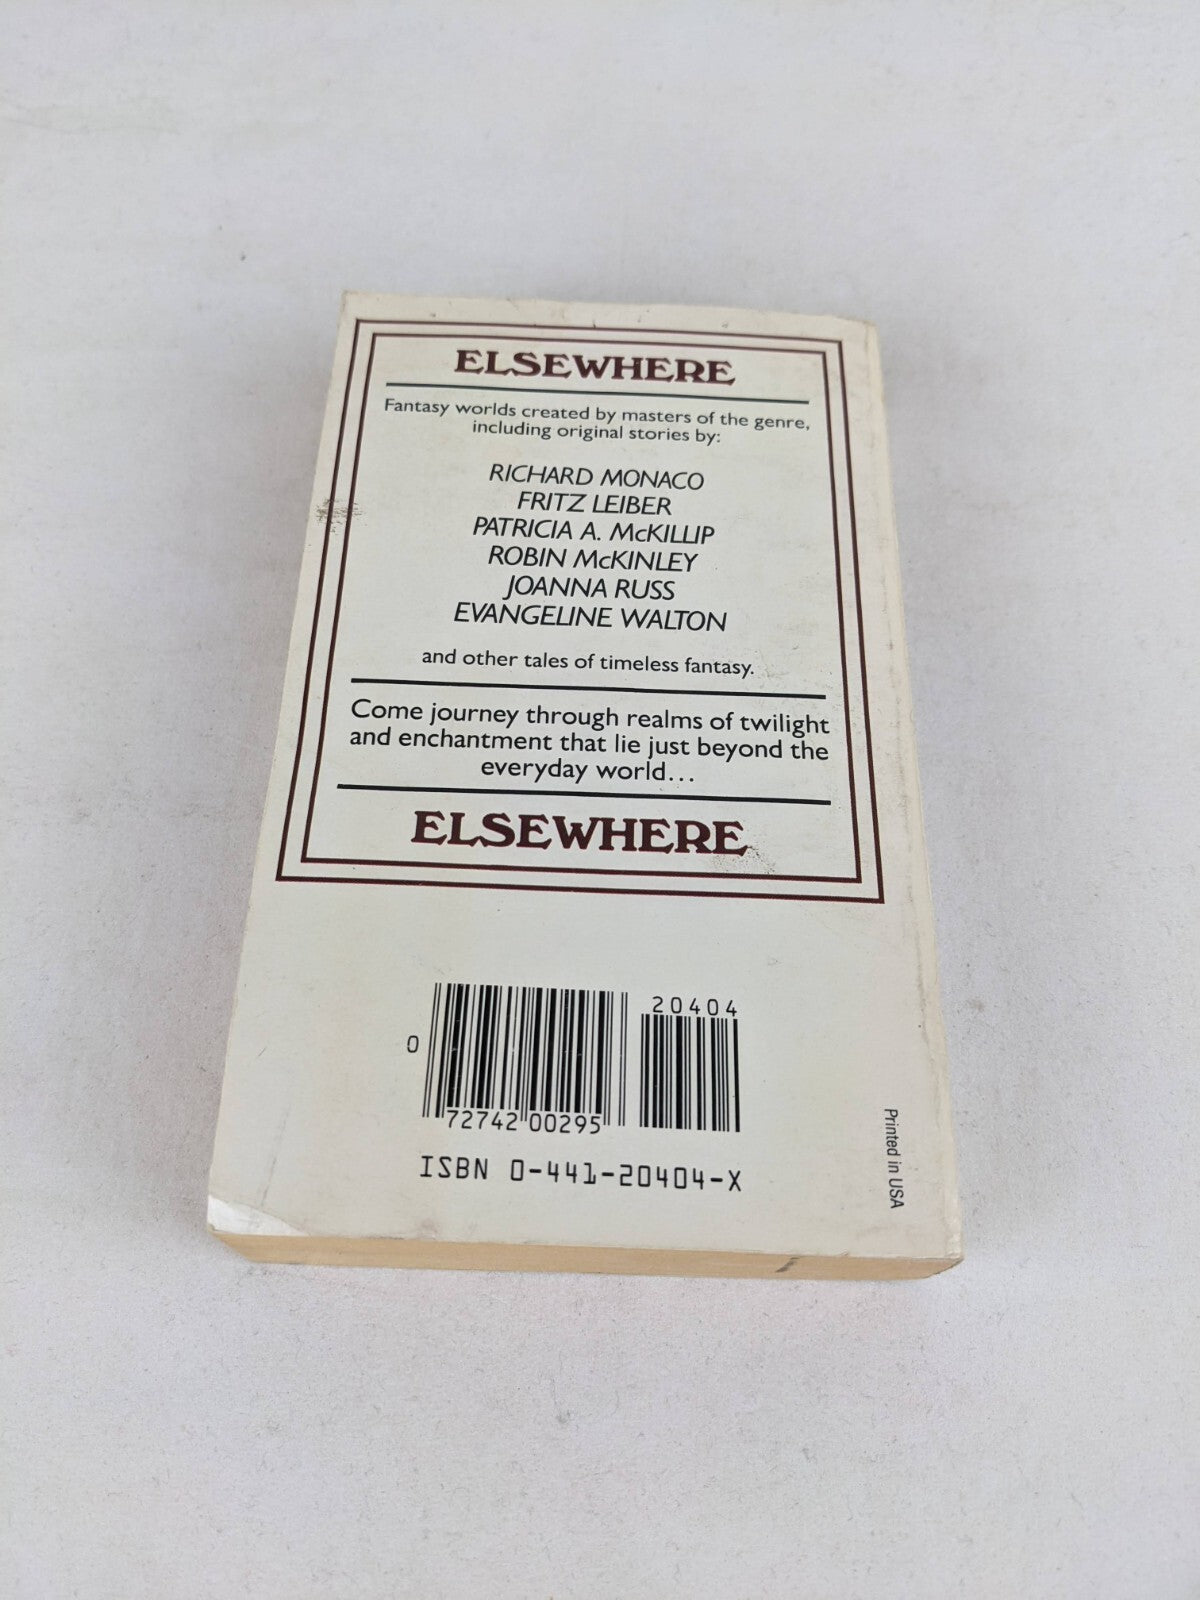 ELSEWHERE
Fantasy worlds created by masters of the genre,
including original stories by:
RICHARD MONACO
FRITZ LEIBER
PATRICIA A. McKILLIP
ROBIN McKINLEY
JOANNA RUSS
EVANGELINE WALTON
and other tales of timeless fantasy.
Come journey through realms of twilight
and enchantment that lie just beyond the
everyday world...
ELSEWHERE
20404
0
72742 00295
ISBN 0-441-20404-X
Printed in USA